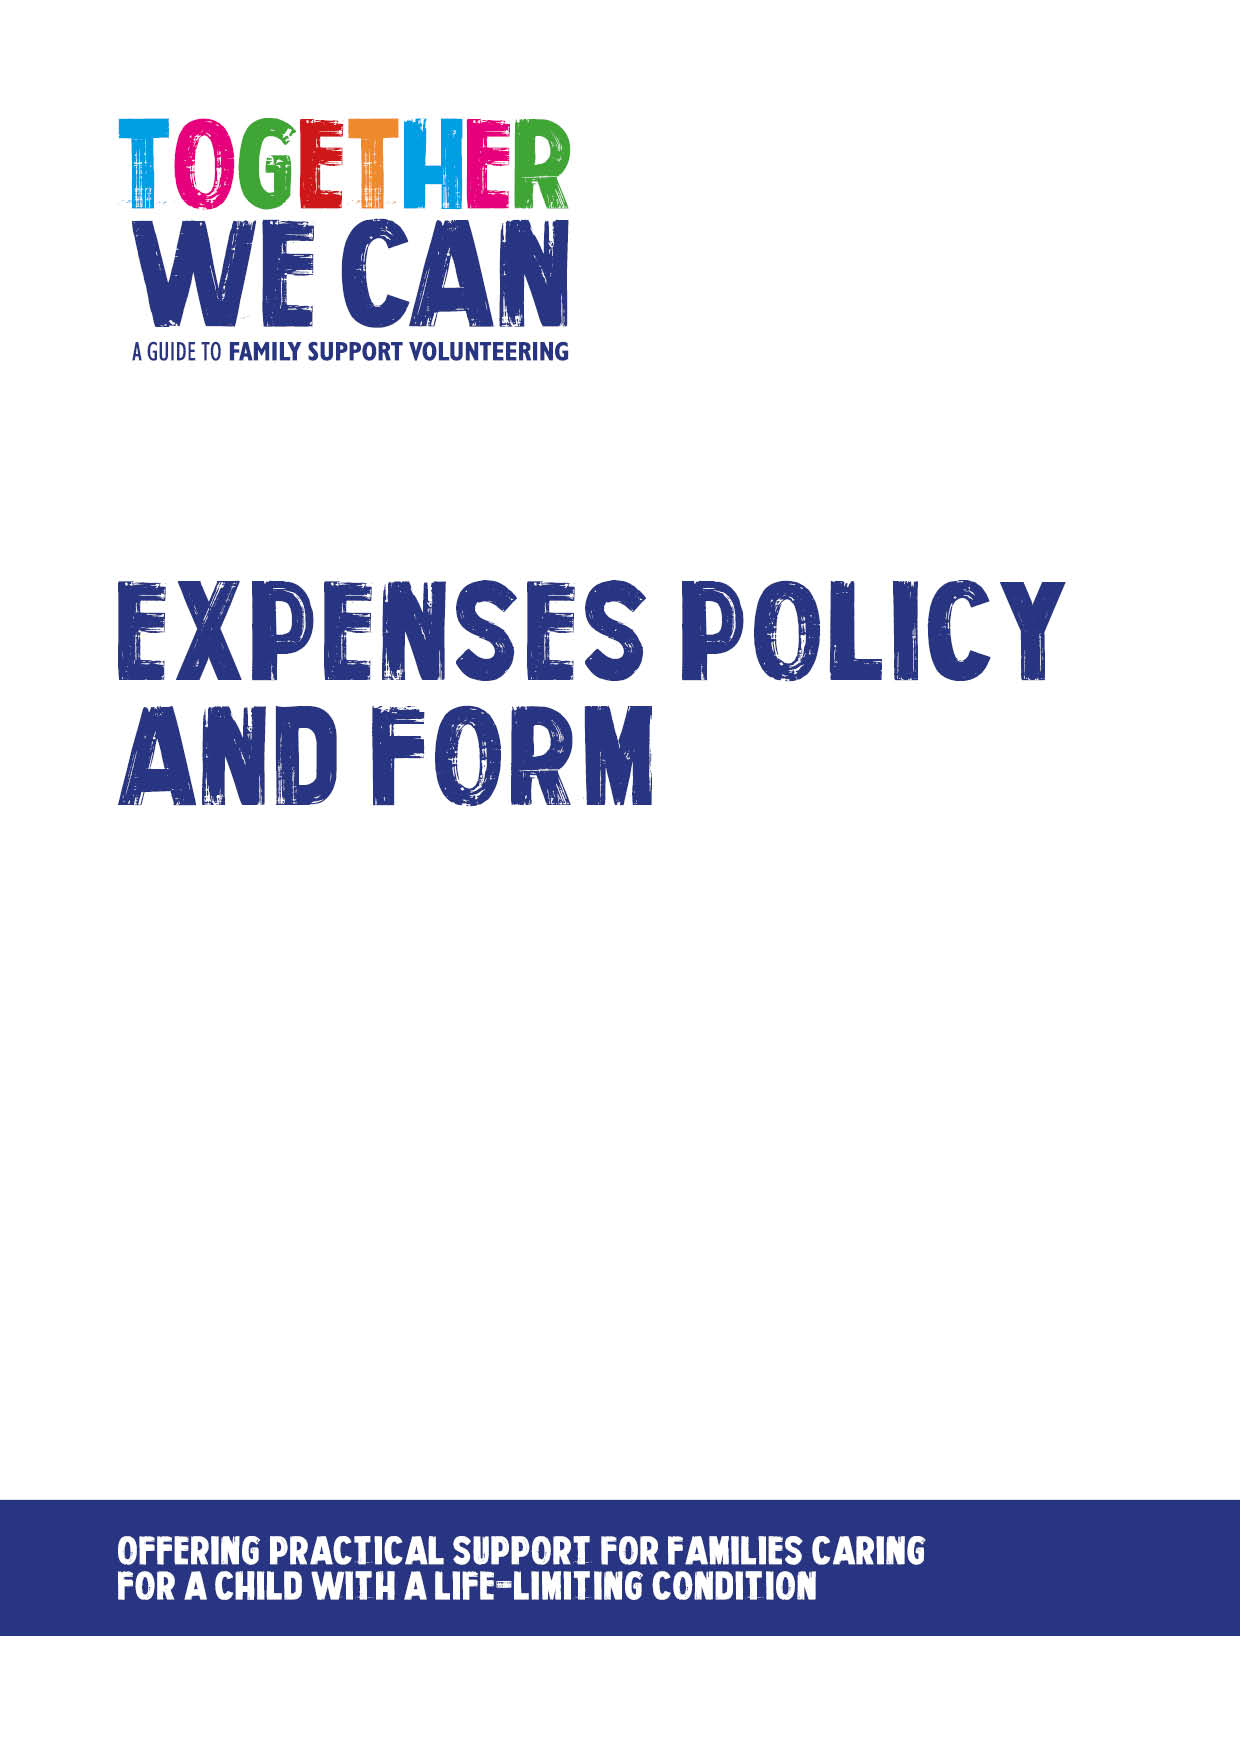 TOGETHER
WE CAN
A GUIDE TO FAMILY SUPPORT VOLUNTEERING
EXPENSES POLICY
AND FORM
OFFERING PRACTICAL SUPPORT FOR FAMILIES CARING
FOR A CHILD WITH A LIFE-LIMITING CONDITION